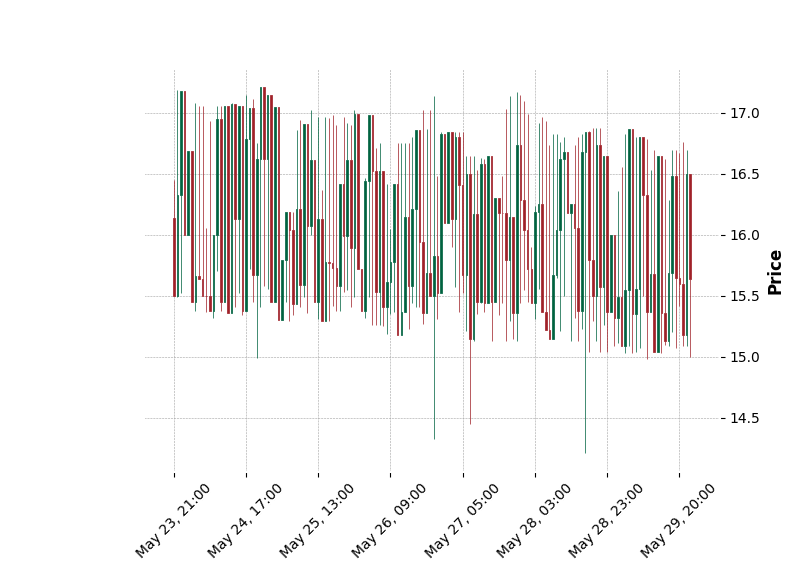 17.0
16.5
16.0
15.5
15.0
14.5
Price
May 23, 21:00
May 24, 17:00
May 25, 13:00
May 26, 09:00
May 27, 05:00
May 28, 03:00
May 28, 23:00
May 29, 20:00